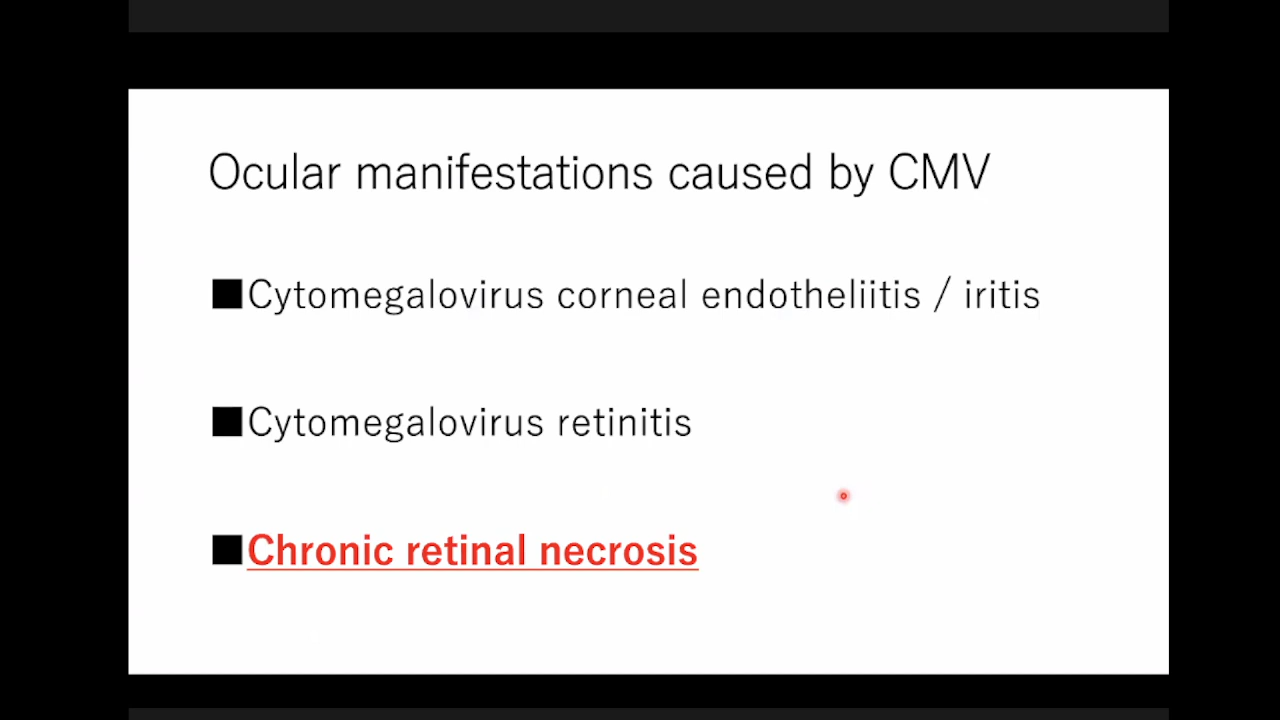 Ocular manifestations caused by CMV
■Cytomegalovirus corneal endotheliitis / iritis
■Cytomegalovirus retinitis
■Chronic retinal necrosis